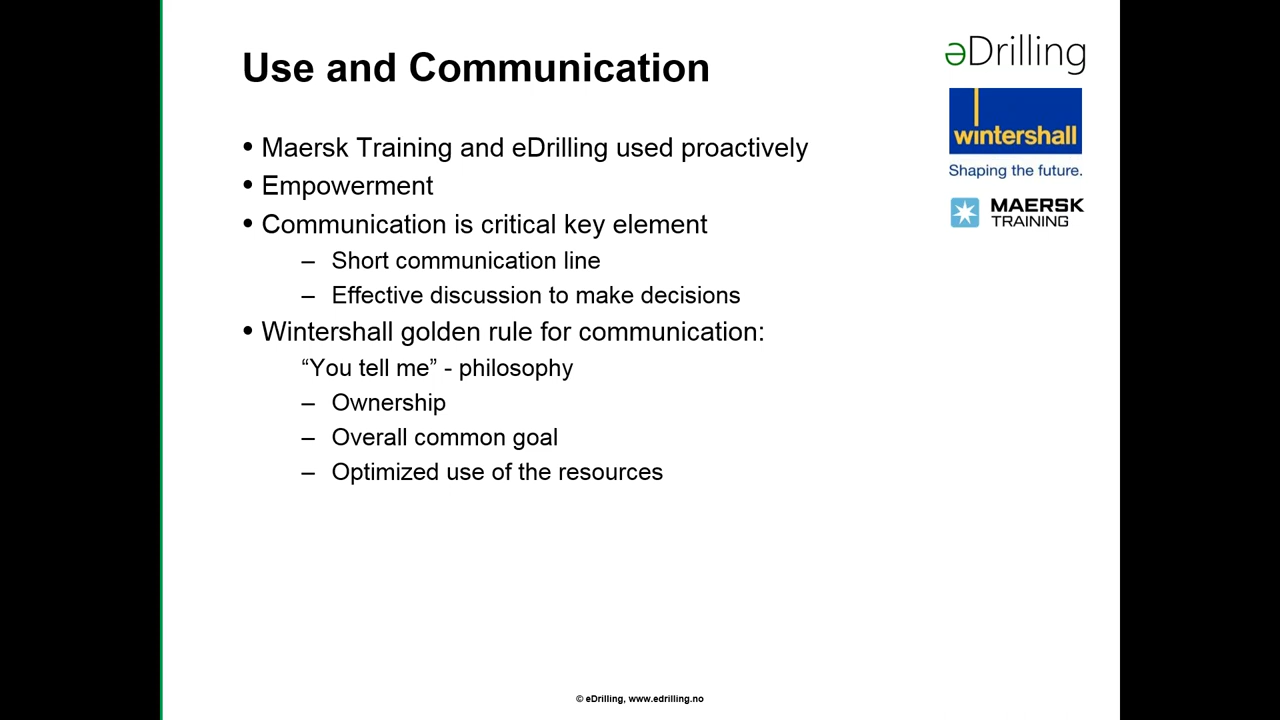 Use and Communication
eDrilling
wintershall
Shaping the future.
MAERSK
TRAINING
• Maersk Training and eDrilling used proactively
• Empowerment
• Communication is critical key element
– Short communication line
– Effective discussion to make decisions
• Wintershall golden rule for communication:
“You tell me” - philosophy
– Ownership
– Overall common goal
– Optimized use of the resources
© eDrilling, www.edrilling.no